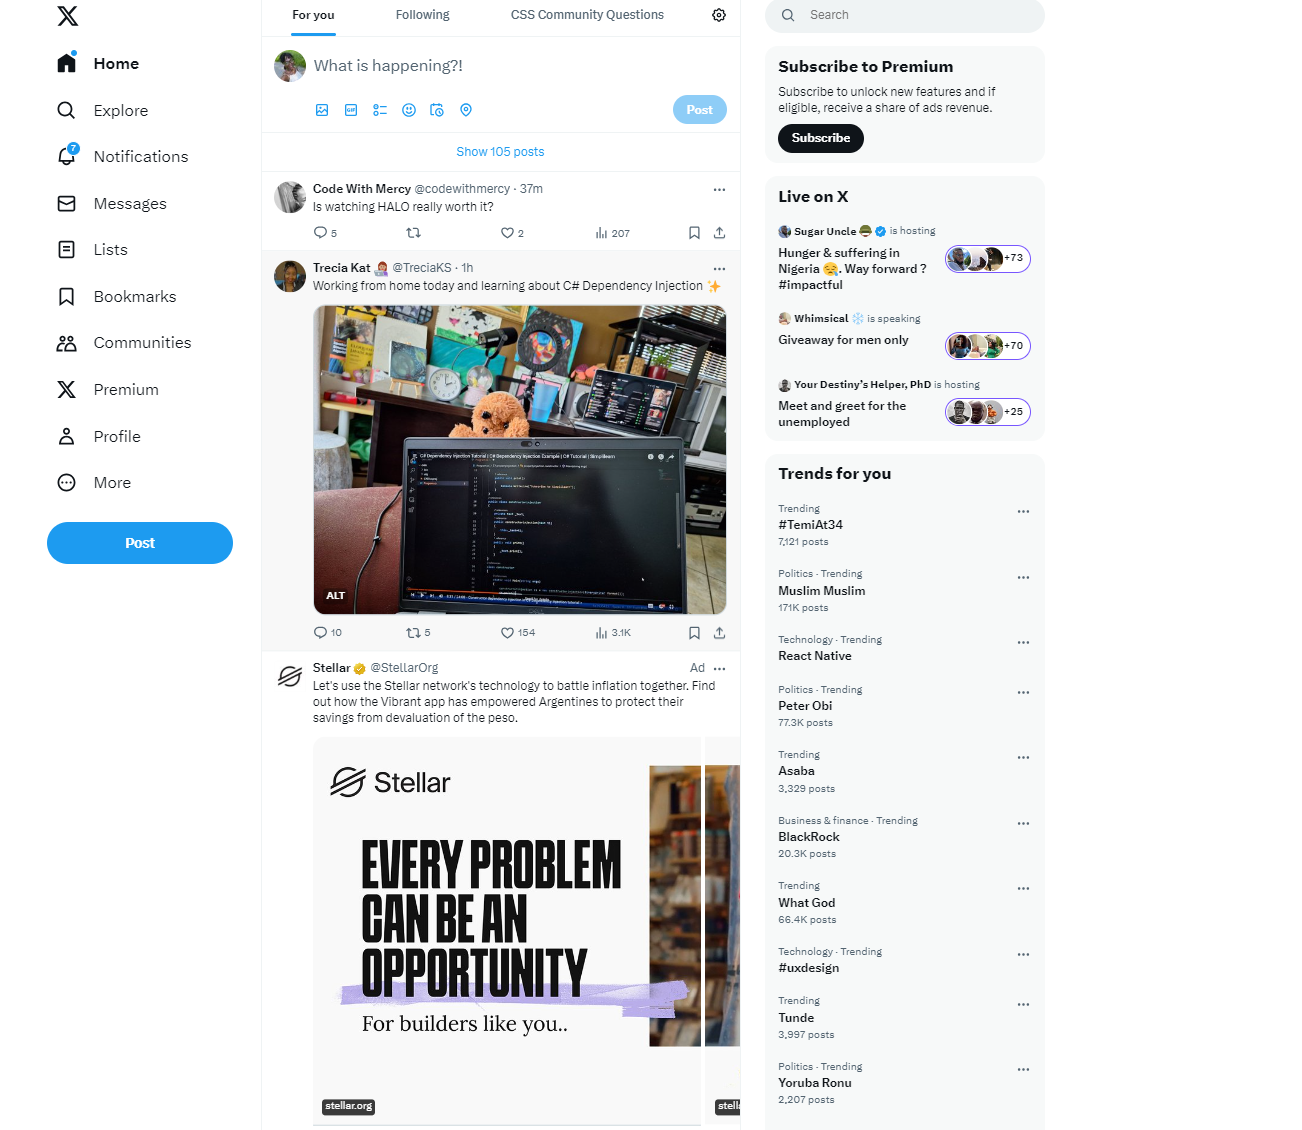 Home
Explore
7
Notifications
Messages
Lists
Bookmarks
Communities
Premium
Profile
More
Post
For you
Following
CSS Community Questions
What is happening?!
GIF
Post
Show 105 posts
Code With Mercy @codewithmercy · 37m
Is watching HALO really worth it?
5
2
207
Trecia Kat @TreciaKS · 1h
Working from home today and learning about C# Dependency Injection
C# Dependency Injection Tutorial | C# Dependency Injection Example | C# Tutorial | Simplilearn
ALT
10
5
154
3.1K
Stellar @StellarOrg
Ad
Let's use the Stellar network's technology to battle inflation together. Find
out how the Vibrant app has empowered Argentines to protect their
savings from devaluation of the peso.
Stellar
EVERY PROBLEM
CAN BE AN
OPPORTUNITY
For builders like you..
stellar.org
Search
Subscribe to Premium
Subscribe to unlock new features and if
eligible, receive a share of ads revenue.
Subscribe
Live on X
Sugar Uncle is hosting
Hunger & suffering in
Nigeria . Way forward ?
#impactful
+73
Whimsical is speaking
Giveaway for men only
+70
Your Destiny's Helper, PhD is hosting
Meet and greet for the
unemployed
+25
Trends for you
Trending
#TemiAt34
7,121 posts
Politics · Trending
Muslim Muslim
171K posts
Technology · Trending
React Native
Politics · Trending
Peter Obi
77.3K posts
Trending
Asaba
3,329 posts
Business & finance · Trending
BlackRock
20.3K posts
Trending
What God
66.4K posts
Technology · Trending
#uxdesign
Trending
Tunde
3,997 posts
Politics · Trending
Yoruba Ronu
2,207 posts